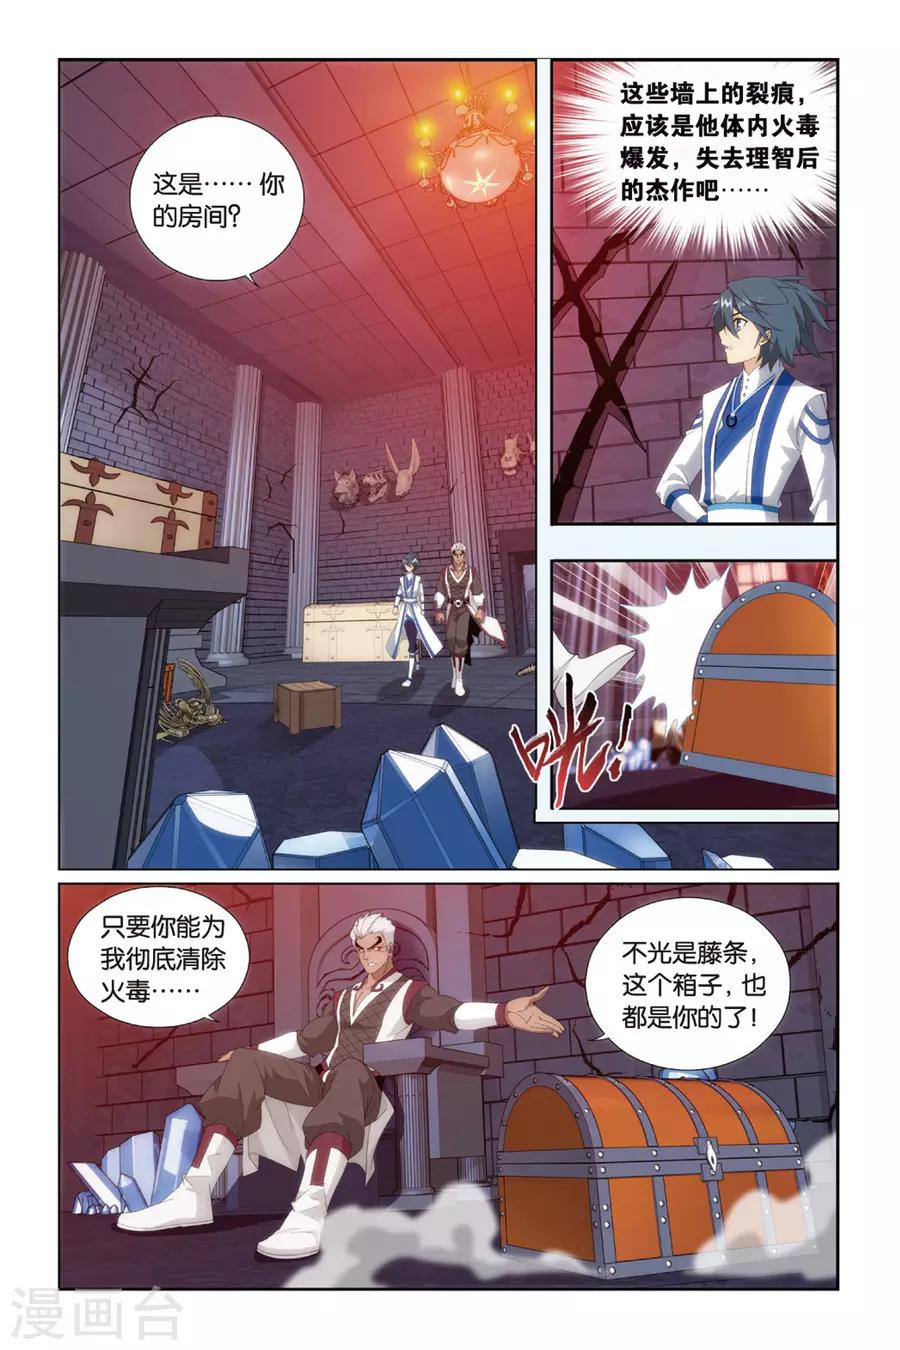 这是……你
的房间？
这些墙上的裂痕，
应该是他体内火毒
爆发，失去理智后
的杰作吧……
咣！
只要你能为
我彻底清除
火毒……
不光是藤条，
这个箱子，也
都是你的了！
漫画台